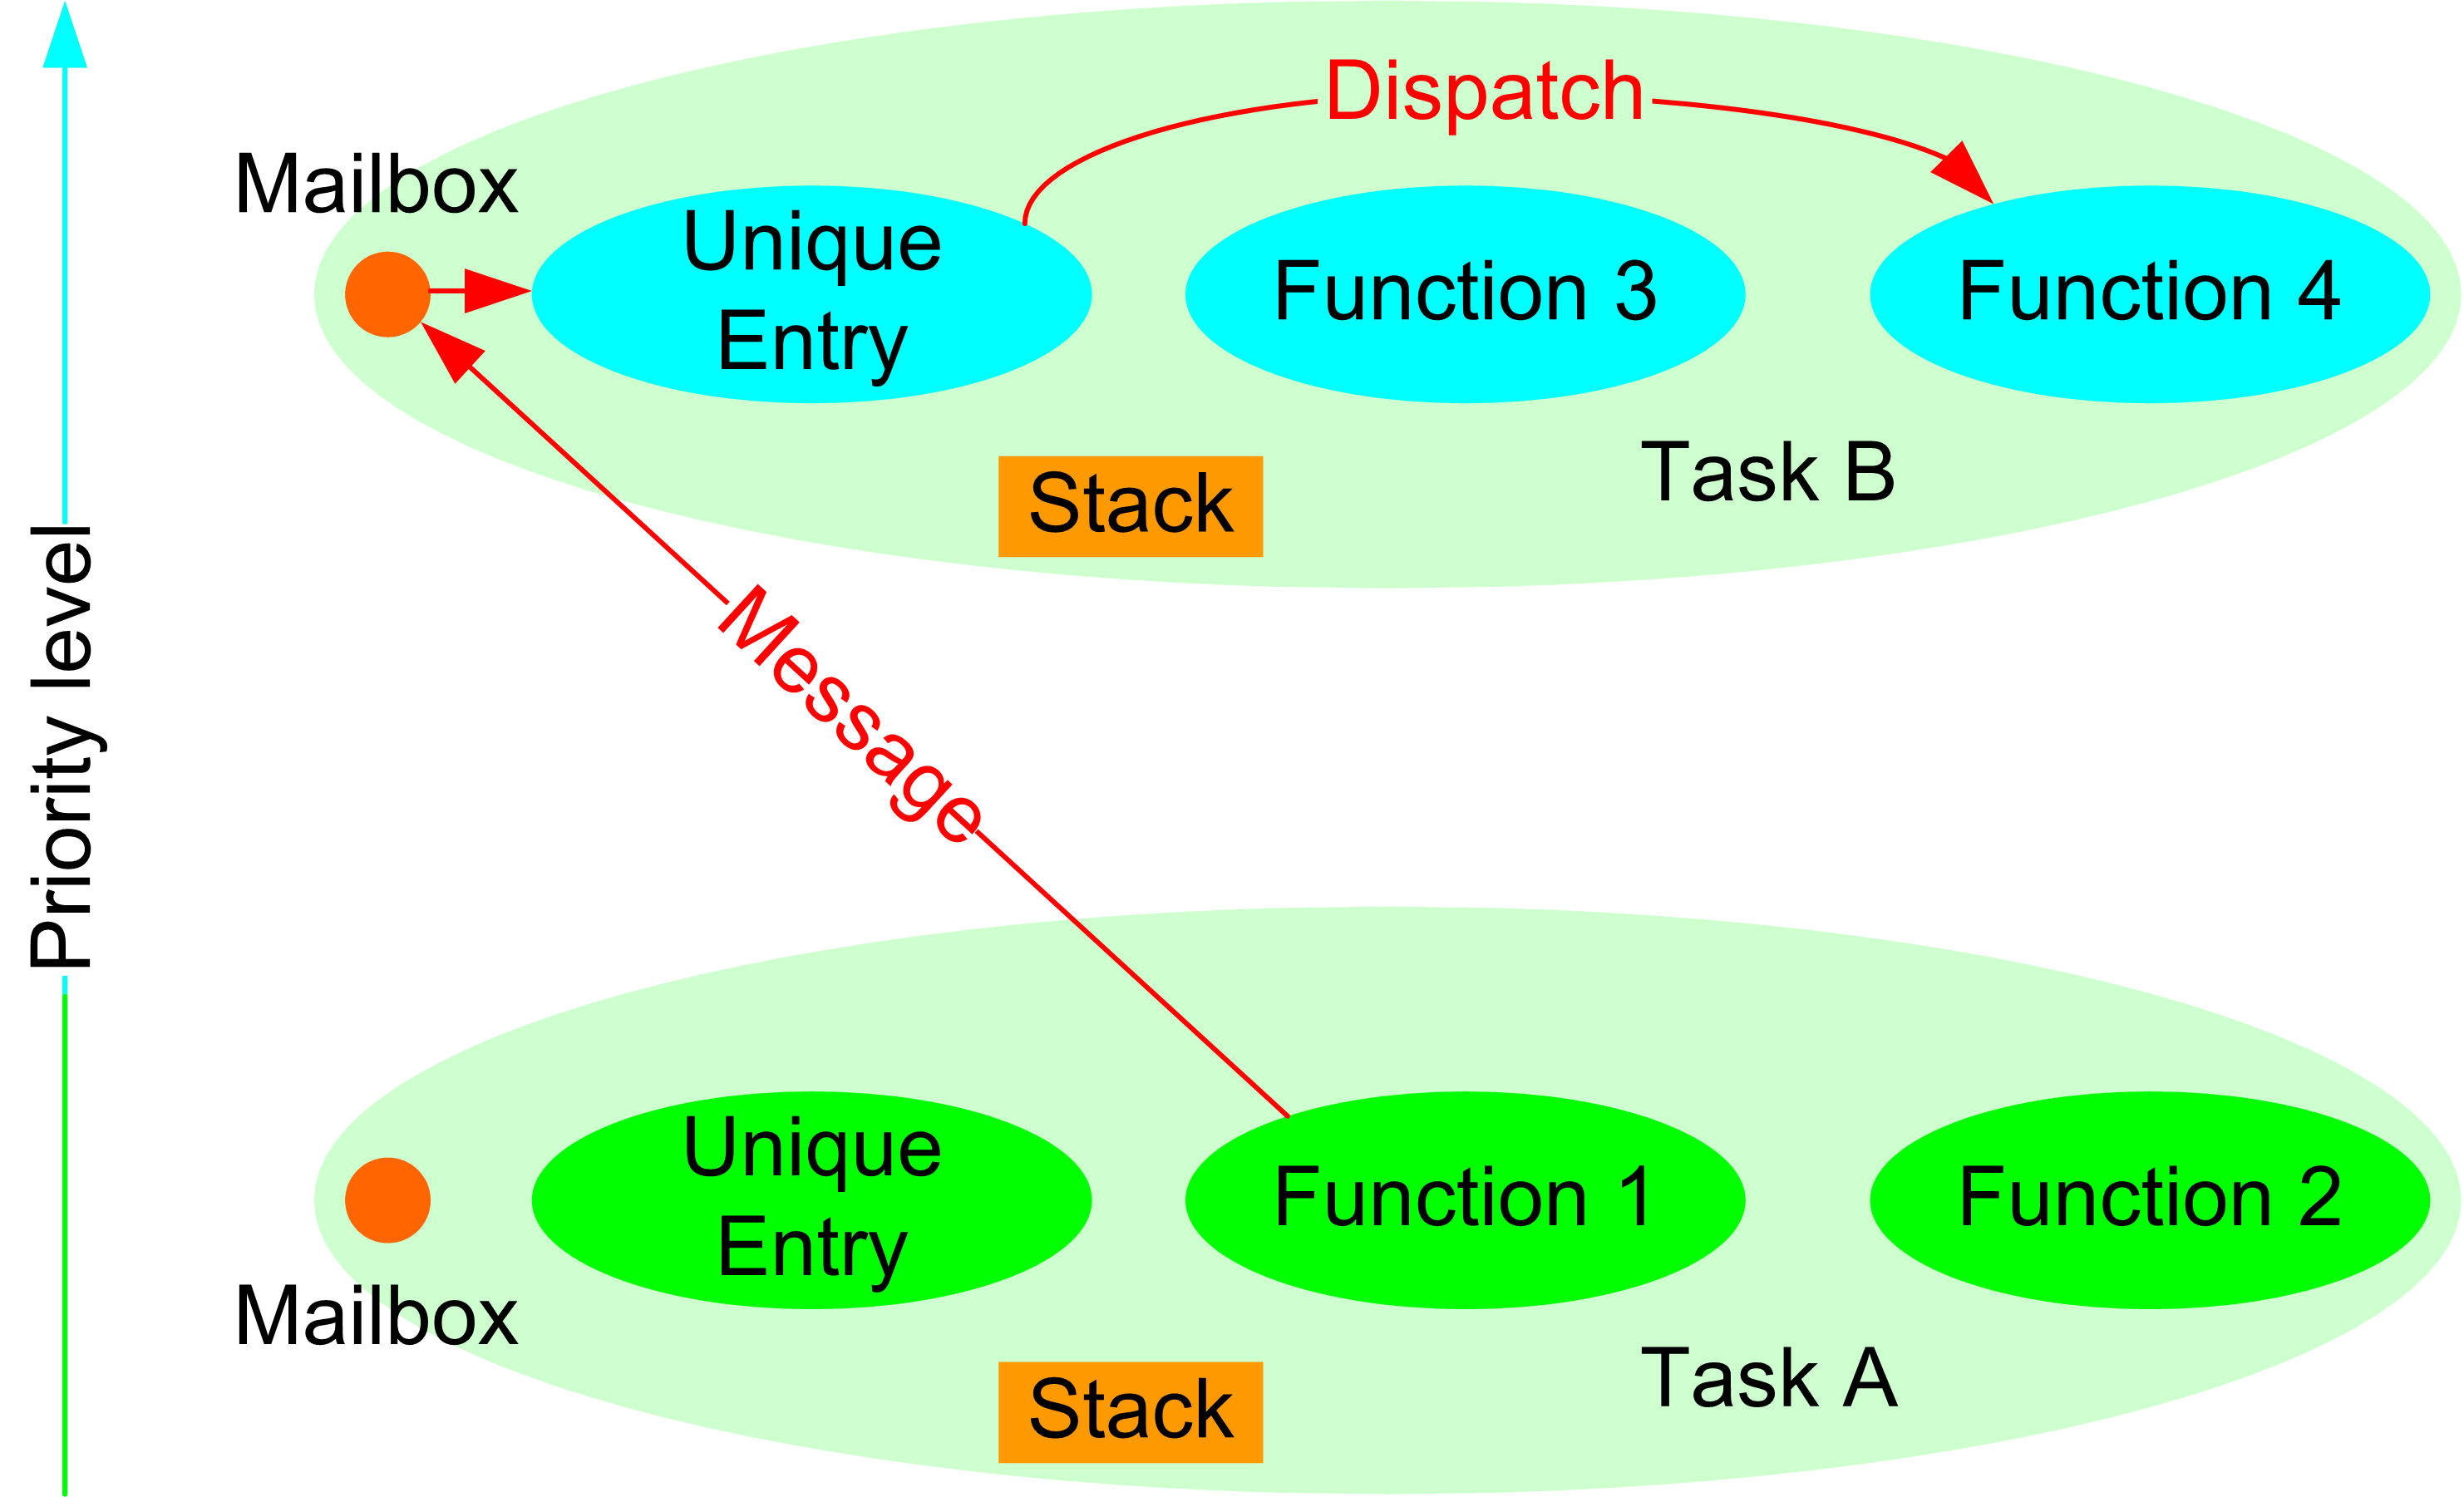 Dispatch
Mailbox
Unique
Entry
Function 3
Function 4
Stack
Task B
Priority level
Message
Unique
Entry
Function 1
Function 2
Mailbox
Stack
Task A